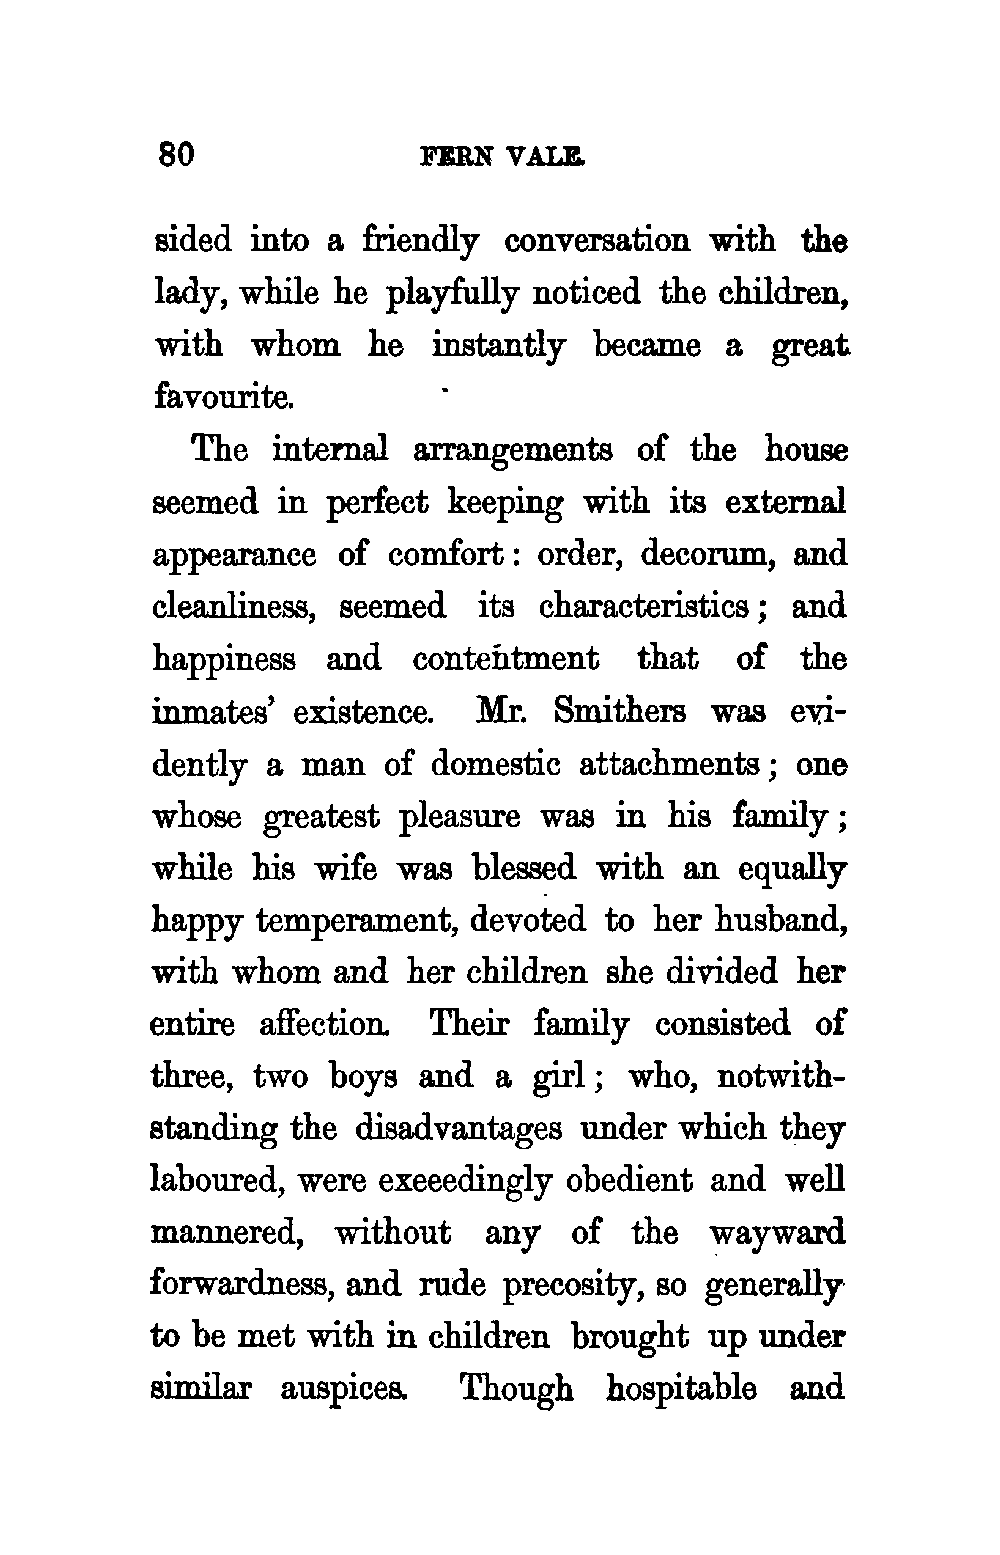 80 FERN VALE.
sided into a friendly conversation with the
lady, while he playfully noticed the children,
with whom he instantly became a great
favourite.
The internal arrangements of the house
seemed in perfect keeping with its external
appearance of comfort: order, decorum, and
cleanliness, seemed its characteristics; and
happiness and contentment that of the
inmates' existence. Mr. Smithers was evi-
dently a man of domestic attachments; one
whose greatest pleasure was in his family;
while his wife was blessed with an equally
happy temperament, devoted to her husband,
with whom and her children she divided her
entire affection. Their family consisted of
three, two boys and a girl; who, notwith-
standing the disadvantages under which they
laboured, were exeeedingly obedient and well
mannered, without any of the wayward
forwardness, and rude precosity, so generally
to be met with in children brought up under
similar auspices. Though hospitable and